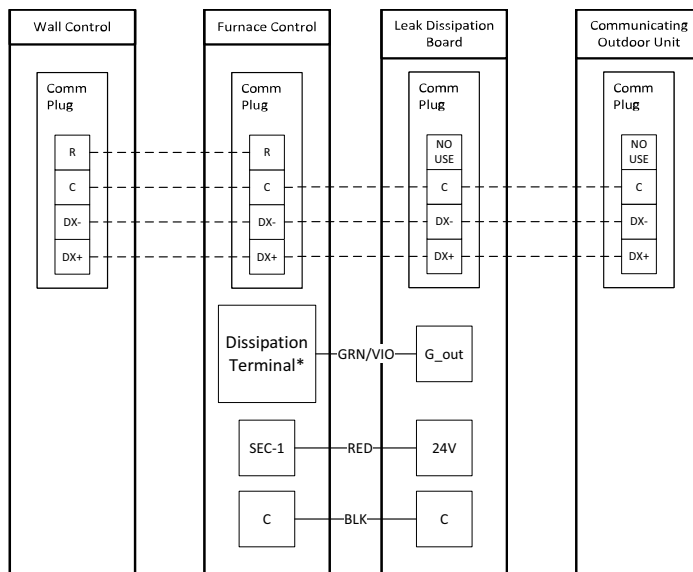 Wall Control
Furnace Control
Leak Dissipation
Board
Communicating
Outdoor Unit
Comm
Plug
R
C
DX-
DX+
Comm
Plug
R
C
DX-
DX+
Comm
Plug
NO
USE
C
DX-
DX+
Comm
Plug
NO
USE
C
DX-
DX+
Dissipation
Terminal*
GRN/VIO
G_out
SEC-1
RED
24V
C
BLK
C